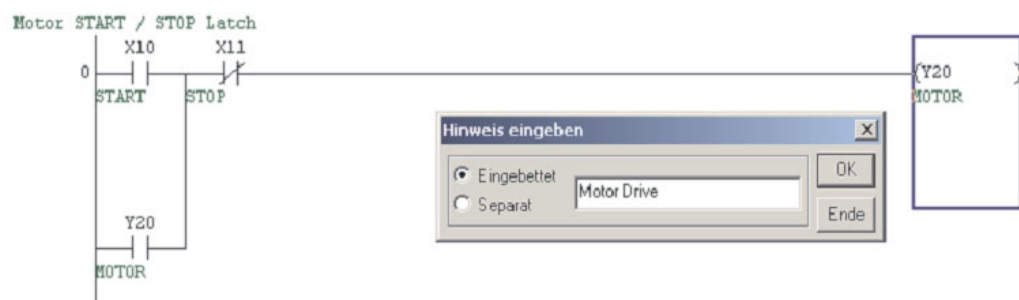 Motor START / STOP Latch
X10 X11
0 (Y20 )
START STOP MOTOR
Hinweis eingeben
Eingebettet
Separat
Motor Drive
OK
Ende
Y20
MOTOR